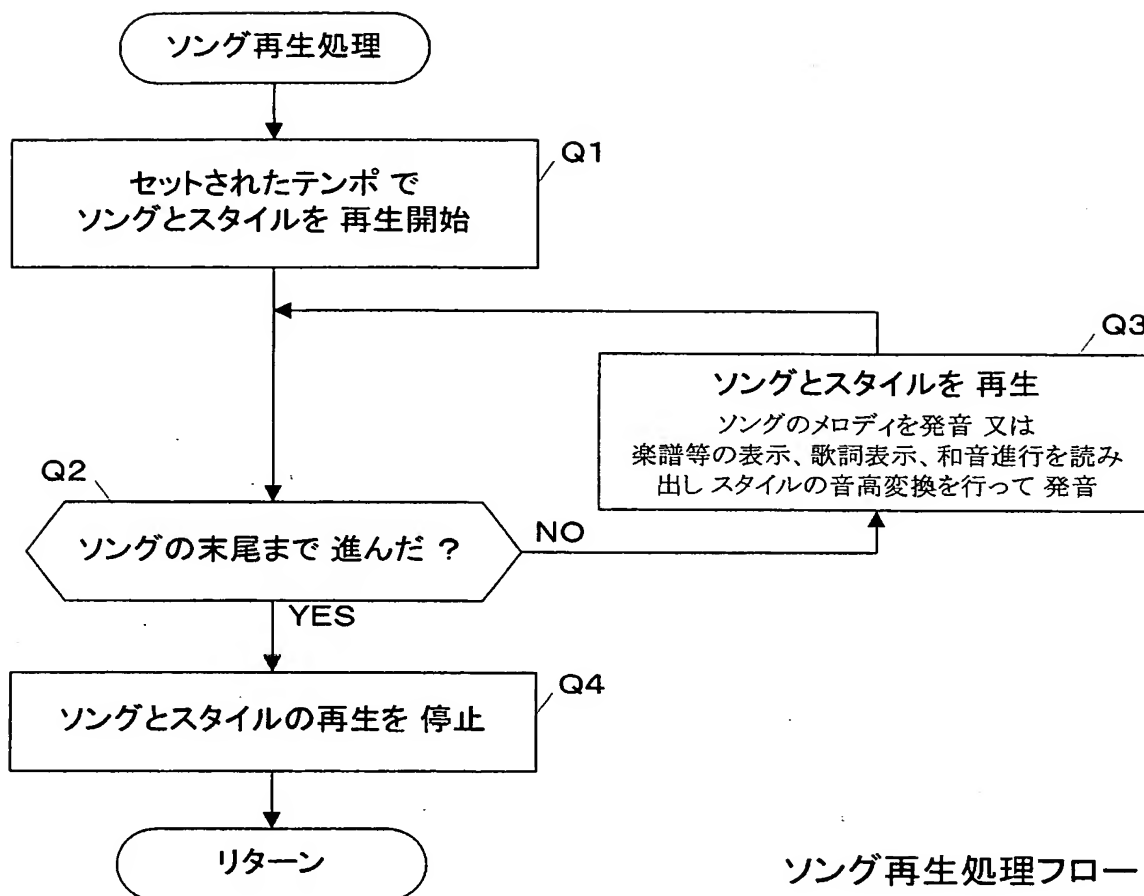 ソング再生処理
Q1
セットされたテンポ で
ソングとスタイルを 再生開始
Q3
ソングとスタイルを 再生
ソングのメロディを発音 又は
楽譜等の表示、歌詞表示、和音進行を読み
出し スタイルの音高変換を行って 発音
Q2
ソングの末尾まで 進んだ ?
NO
YES
Q4
ソングとスタイルの再生を 停止
リターン
ソング再生処理フロー